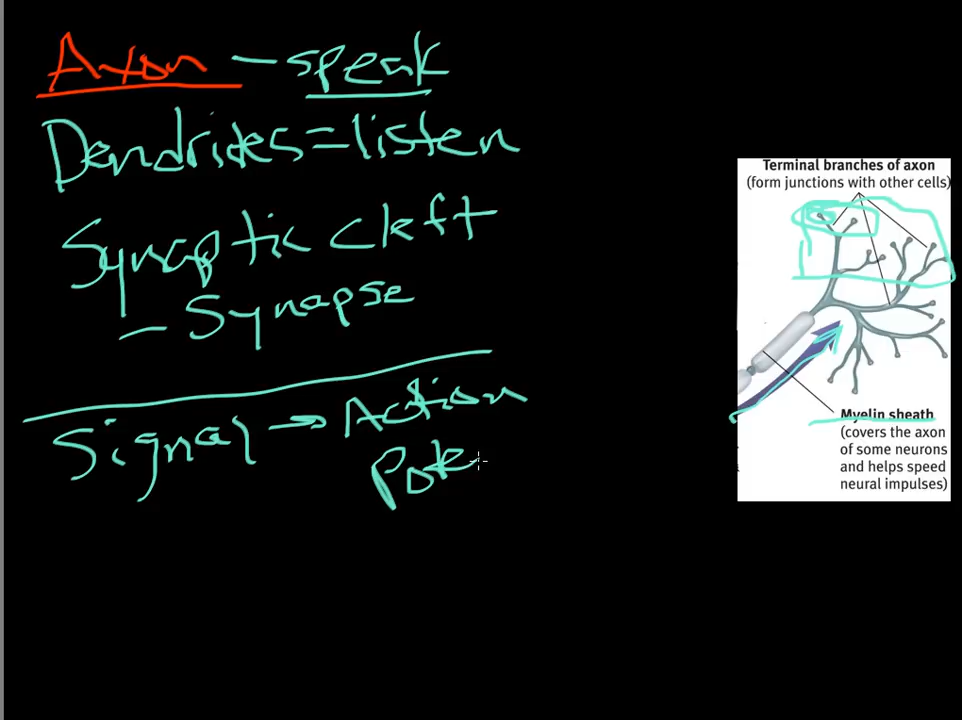 Axon – speak
Dendrites = listen
Synaptic cleft
– Synapse
Signal → Action
Pote
Terminal branches of axon
(form junctions with other cells)
Myelin sheath
(covers the axon
of some neurons
and helps speed
neural impulses)